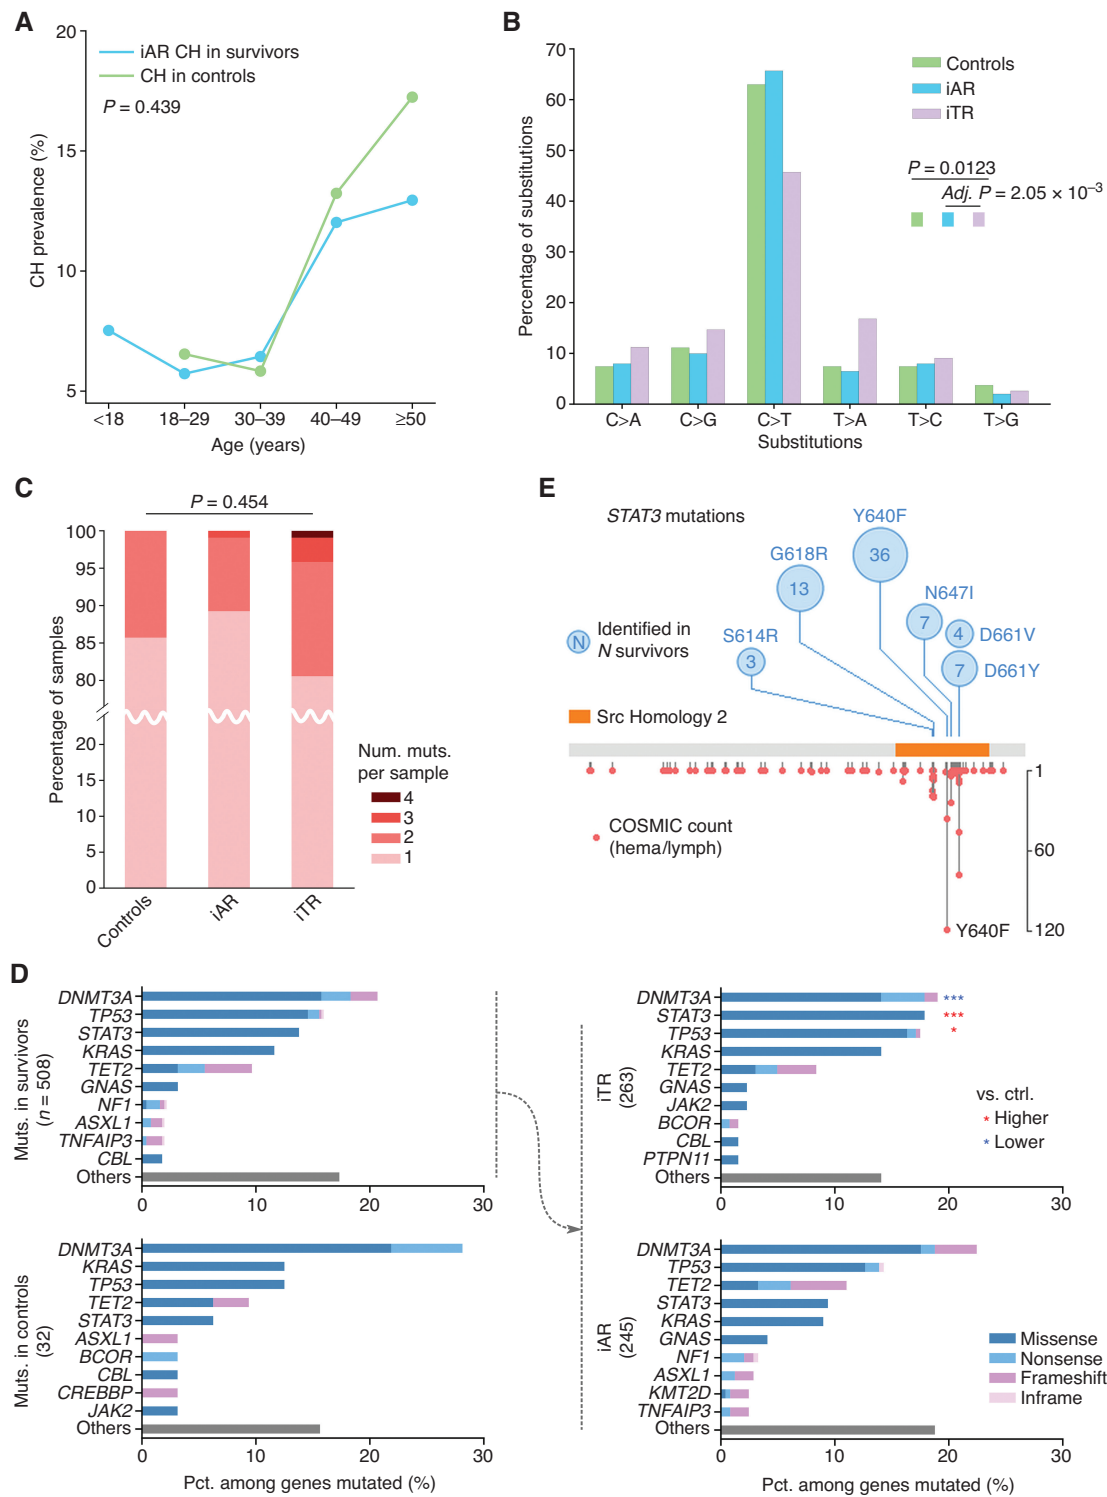 A
20
15
10
5
CH prevalence (%)
iAR CH in survivors
CH in controls
P = 0.439
<18
18–29
30–39
40–49
≥50
Age (years)
B
70
60
50
40
30
20
10
0
Percentage of substitutions
Controls
iAR
iTR
P = 0.0123
Adj. P = 2.05 × 10⁻³
C>A
C>G
C>T
T>A
T>C
T>G
Substitutions
C
P = 0.454
100
95
90
85
80
20
15
10
5
0
Percentage of samples
Controls
iAR
iTR
Num. muts.
per sample
4
3
2
1
E
STAT3 mutations
Y640F
36
G618R
13
N647I
7
S614R
3
4
D661V
7
D661Y
N
Identified in
N survivors
Src Homology 2
COSMIC count
(hema/lymph)
1
60
120
Y640F
D
Muts. in survivors
(n = 508)
DNMT3A
TP53
STAT3
KRAS
TET2
GNAS
NF1
ASXL1
TNFAIP3
CBL
Others
0
10
20
30
Muts. in controls
(32)
DNMT3A
KRAS
TP53
TET2
STAT3
ASXL1
BCOR
CBL
CREBBP
JAK2
Others
0
10
20
30
Pct. among genes mutated (%)
iTR
(263)
DNMT3A
***
STAT3
***
TP53
*
KRAS
TET2
GNAS
JAK2
BCOR
CBL
PTPN11
Others
0
10
20
30
vs. ctrl.
* Higher
* Lower
iAR
(245)
DNMT3A
TP53
TET2
STAT3
KRAS
GNAS
NF1
ASXL1
KMT2D
TNFAIP3
Others
0
10
20
30
Pct. among genes mutated (%)
Missense
Nonsense
Frameshift
Inframe